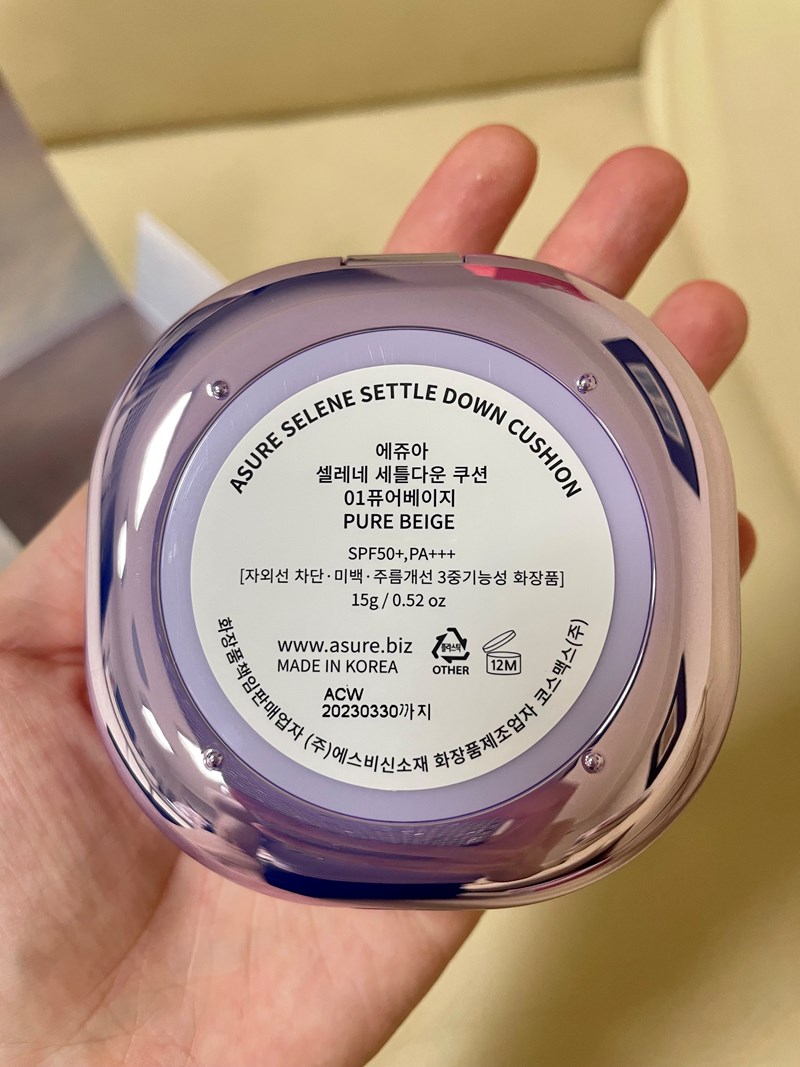 ASURE SELENE SETTLE DOWN CUSHION
에쥬아
셀레네 세틀다운 쿠션
01퓨어베이지
PURE BEIGE
SPF50+,PA+++
[자외선 차단·미백·주름개선 3중기능성 화장품]
15g / 0.52 oz
www.asure.biz
MADE IN KOREA
플라스틱
OTHER
12M
ACW
20230330까지
화장품책임판매업자 (주)에스비신소재 화장품제조업자 코스맥스(주)